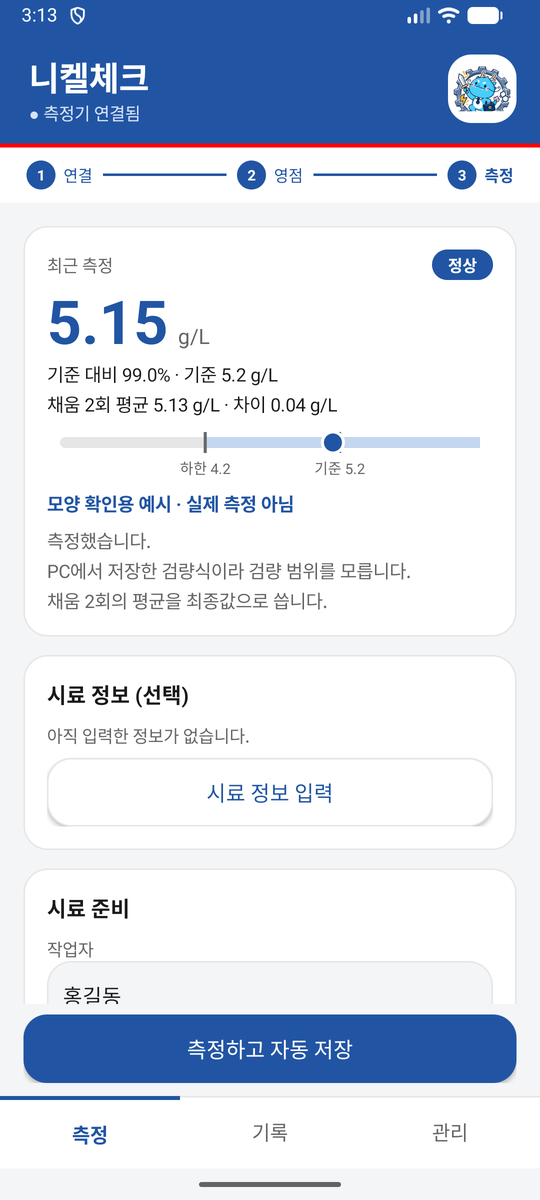 3:13
니켈체크
● 측정기 연결됨
1 연결 2 영점 3 측정
최근 측정
정상
5.15 g/L
기준 대비 99.0% · 기준 5.2 g/L
채움 2회 평균 5.13 g/L · 차이 0.04 g/L
하한 4.2 기준 5.2
모양 확인용 예시 · 실제 측정 아님
측정했습니다.
PC에서 저장한 검량식이라 검량 범위를 모릅니다.
채움 2회의 평균을 최종값으로 씁니다.
시료 정보 (선택)
아직 입력한 정보가 없습니다.
시료 정보 입력
시료 준비
작업자
홍길동
측정하고 자동 저장
측정 기록 관리